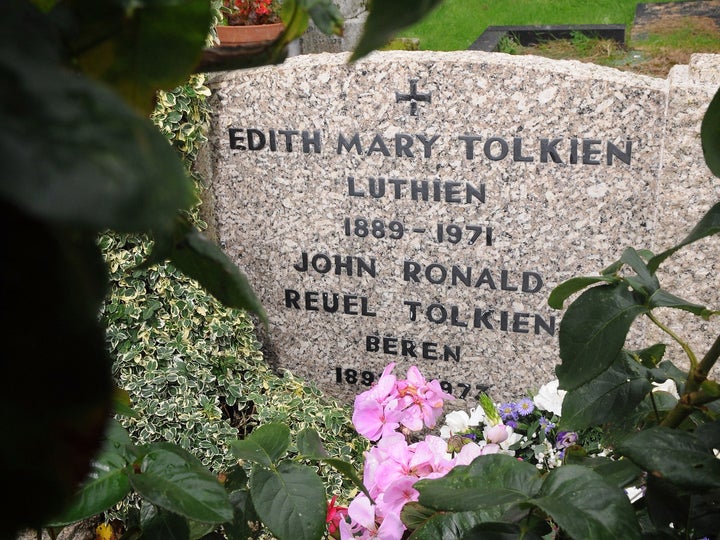 EDITH MARY TOLKIEN
LUTHIEN
1889 - 1971
JOHN RONALD
REUEL TOLKIEN
BEREN